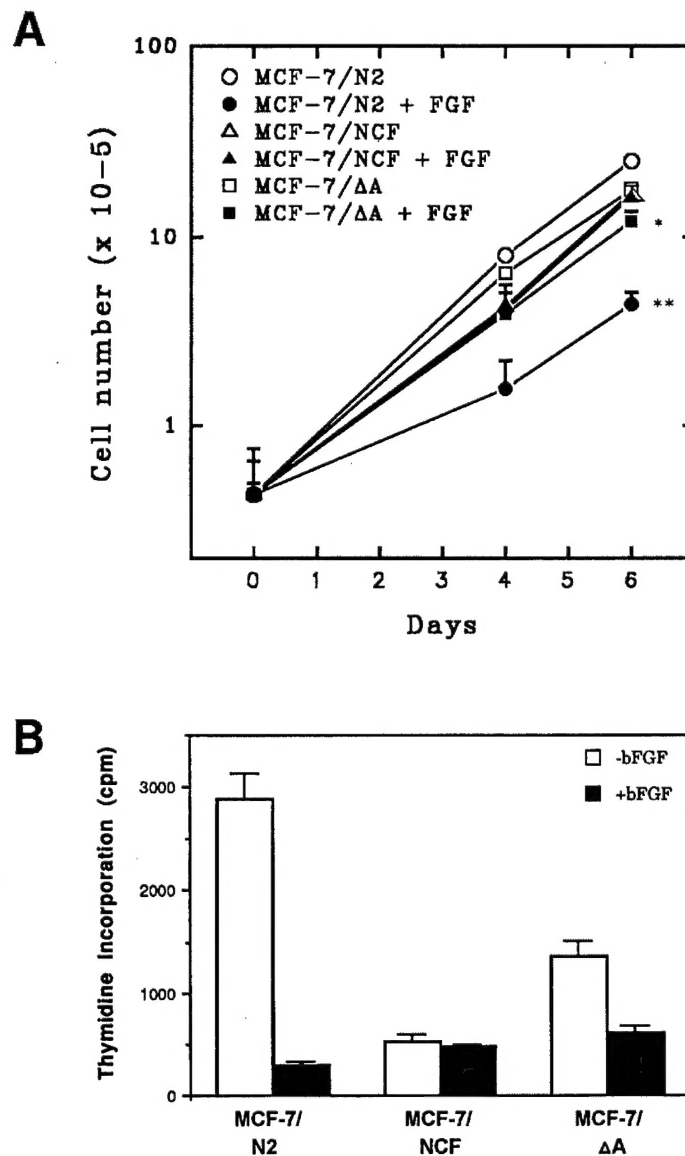 A
100
10
1
Cell number (x 10-5)
○ MCF-7/N2
● MCF-7/N2 + FGF
△ MCF-7/NCF
▲ MCF-7/NCF + FGF
□ MCF-7/ΔA
■ MCF-7/ΔA + FGF
*
**
0 1 2 3 4 5 6
Days
B
Thymidine Incorporation (cpm)
3000
2000
1000
0
□ -bFGF
■ +bFGF
MCF-7/ MCF-7/ MCF-7/
N2 NCF ΔA